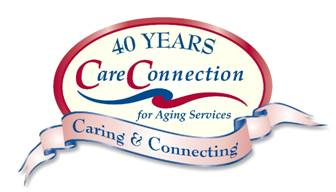 40 YEARS
CareConnection
for Aging Services
Caring & Connecting